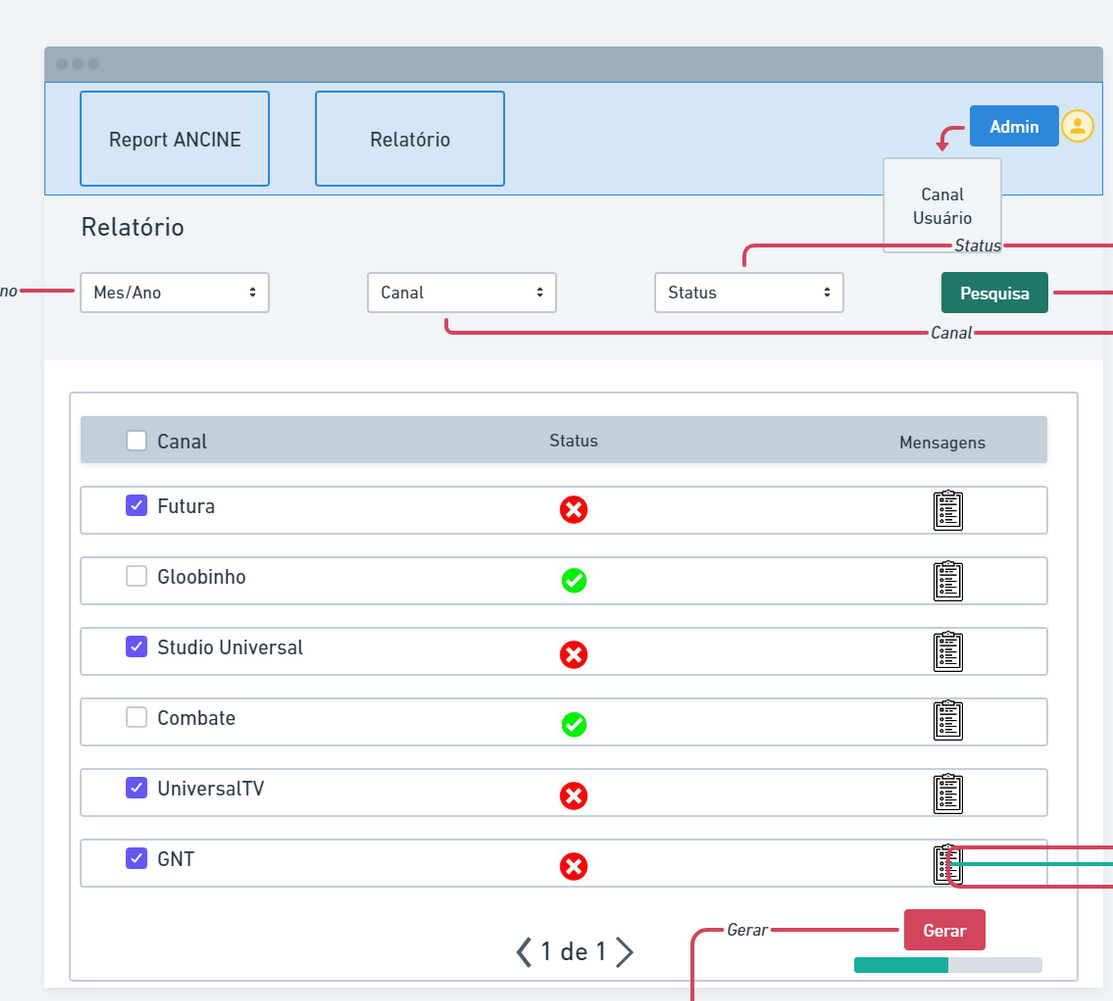 Report ANCINE
Relatório
Admin
Canal
Usuário
Relatório
Status
no
Mes/Ano
Canal
Status
Pesquisa
Canal
Canal
Status
Mensagens
Futura
Gloobinho
Studio Universal
Combate
UniversalTV
GNT
Gerar
Gerar
1 de 1